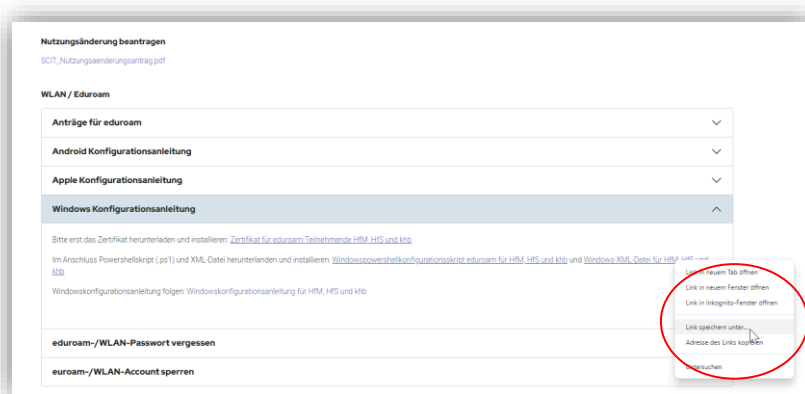 Nutzungsänderung beantragen
SCIT_Nutzungsaenderungsantrag.pdf
WLAN / Eduroam
Anträge für eduroam
Android Konfigurationsanleitung
Apple Konfigurationsanleitung
Windows Konfigurationsanleitung
Bitte erst das Zertifikat herunterladen und installieren: Zertifikat für eduroam-Teilnehmende HfM, HfS und khb
Im Anschluss Powershellskript (.ps1) und XML-Datei herunterlanden und installieren: Windowspowershellkonfigurationsskript eduroam für HfM, HfS und khb und Windows-XML-Datei für HfM, HfS und
khb
Windowskonfigurationsanleitung folgen: Windowskonfigurationsanleitung für HfM, HfS und khb
Link in neuem Tab öffnen
Link in neuem Fenster öffnen
Link in Inkognito-Fenster öffnen
Link speichern unter...
Adresse des Links kopieren
Untersuchen
eduroam-/WLAN-Passwort vergessen
euroam-/WLAN-Account sperren